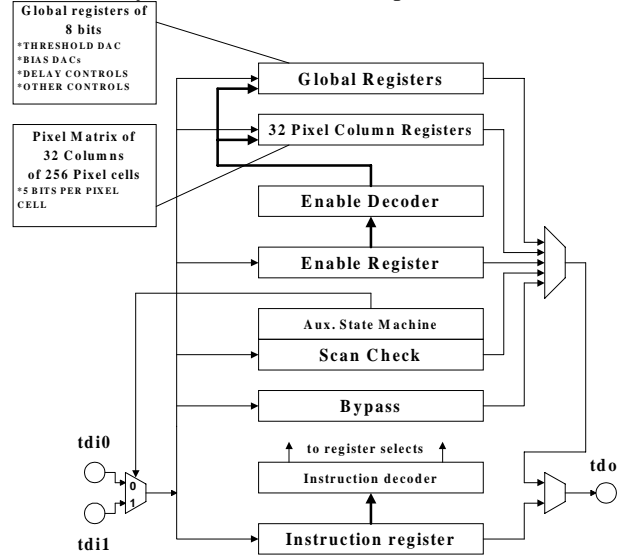 Global registers of
8 bits
*THRESHOLD DAC
*BIAS DACs
*DELAY CONTROLS
*OTHER CONTROLS
Global Registers
Pixel Matrix of
32 Columns
of 256 Pixel cells
*5 BITS PER PIXEL
CELL
32 Pixel Column Registers
Enable Decoder
Enable Register
Aux. State Machine
Scan Check
Bypass
tdi0
0
1
tdi1
to register selects
Instruction decoder
Instruction register
tdo